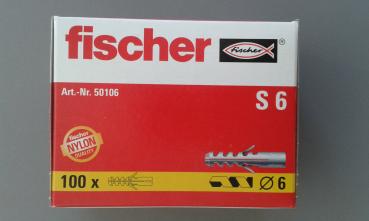 fischer
fischer
®
Art.-Nr. 50106
S 6
fischer
NYLON
QUALITY
100 x
Ø 6